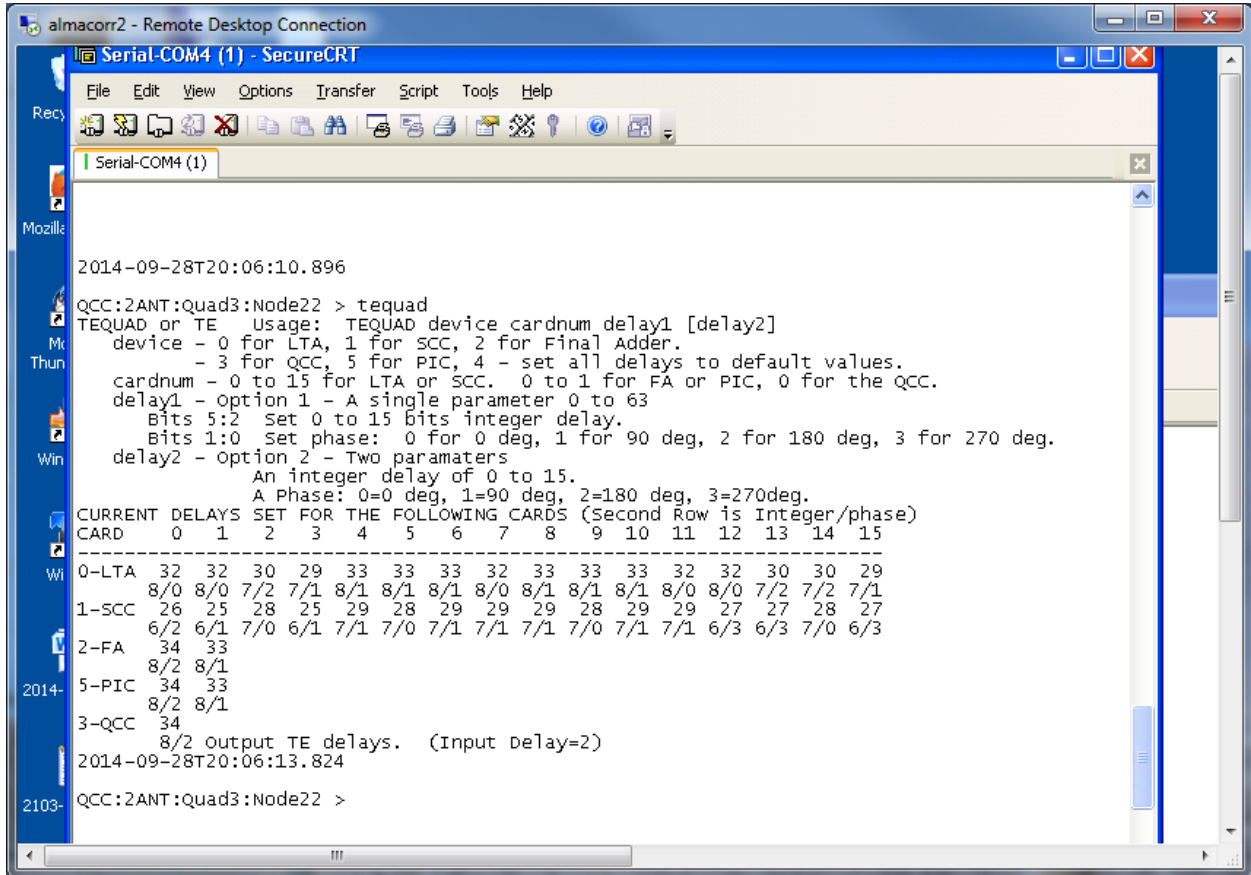 almacorr2 - Remote Desktop Connection
Serial-COM4 (1) - SecureCRT
File Edit View Options Transfer Script Tools Help
Recy
Serial-COM4 (1)
Mozilla
2014-09-28T20:06:10.896
QCC:2ANT:Quad3:Node22 > tequad
TEQUAD or TE Usage: TEQUAD device cardnum delay1 [delay2]
Mo
device - 0 for LTA, 1 for SCC, 2 for Final Adder.
Thun
- 3 for QCC, 5 for PIC, 4 - set all delays to default values.
cardnum - 0 to 15 for LTA or SCC. 0 to 1 for FA or PIC, 0 for the QCC.
delay1 - Option 1 - A single parameter 0 to 63
Bits 5:2 Set 0 to 15 bits integer delay.
Bits 1:0 Set phase: 0 for 0 deg, 1 for 90 deg, 2 for 180 deg, 3 for 270 deg.
Win
delay2 - Option 2 - Two paramaters
An integer delay of 0 to 15.
A Phase: 0=0 deg, 1=90 deg, 2=180 deg, 3=270deg.
CURRENT DELAYS SET FOR THE FOLLOWING CARDS (Second Row is Integer/phase)
CARD 0 1 2 3 4 5 6 7 8 9 10 11 12 13 14 15
--------------------------------------------------------------------------------
Wi
0-LTA 32 32 30 29 33 33 33 32 33 33 33 32 32 30 30 29
8/0 8/0 7/2 7/1 8/1 8/1 8/1 8/0 8/1 8/1 8/1 8/0 8/0 7/2 7/2 7/1
1-SCC 26 25 28 25 29 28 29 29 29 28 29 29 27 27 28 27
6/2 6/1 7/0 6/1 7/1 7/0 7/1 7/1 7/1 7/0 7/1 7/1 6/3 6/3 7/0 6/3
2-FA 34 33
8/2 8/1
2014-
5-PIC 34 33
8/2 8/1
3-QCC 34
8/2 Output TE delays. (Input Delay=2)
2014-09-28T20:06:13.824
2103-
QCC:2ANT:Quad3:Node22 >